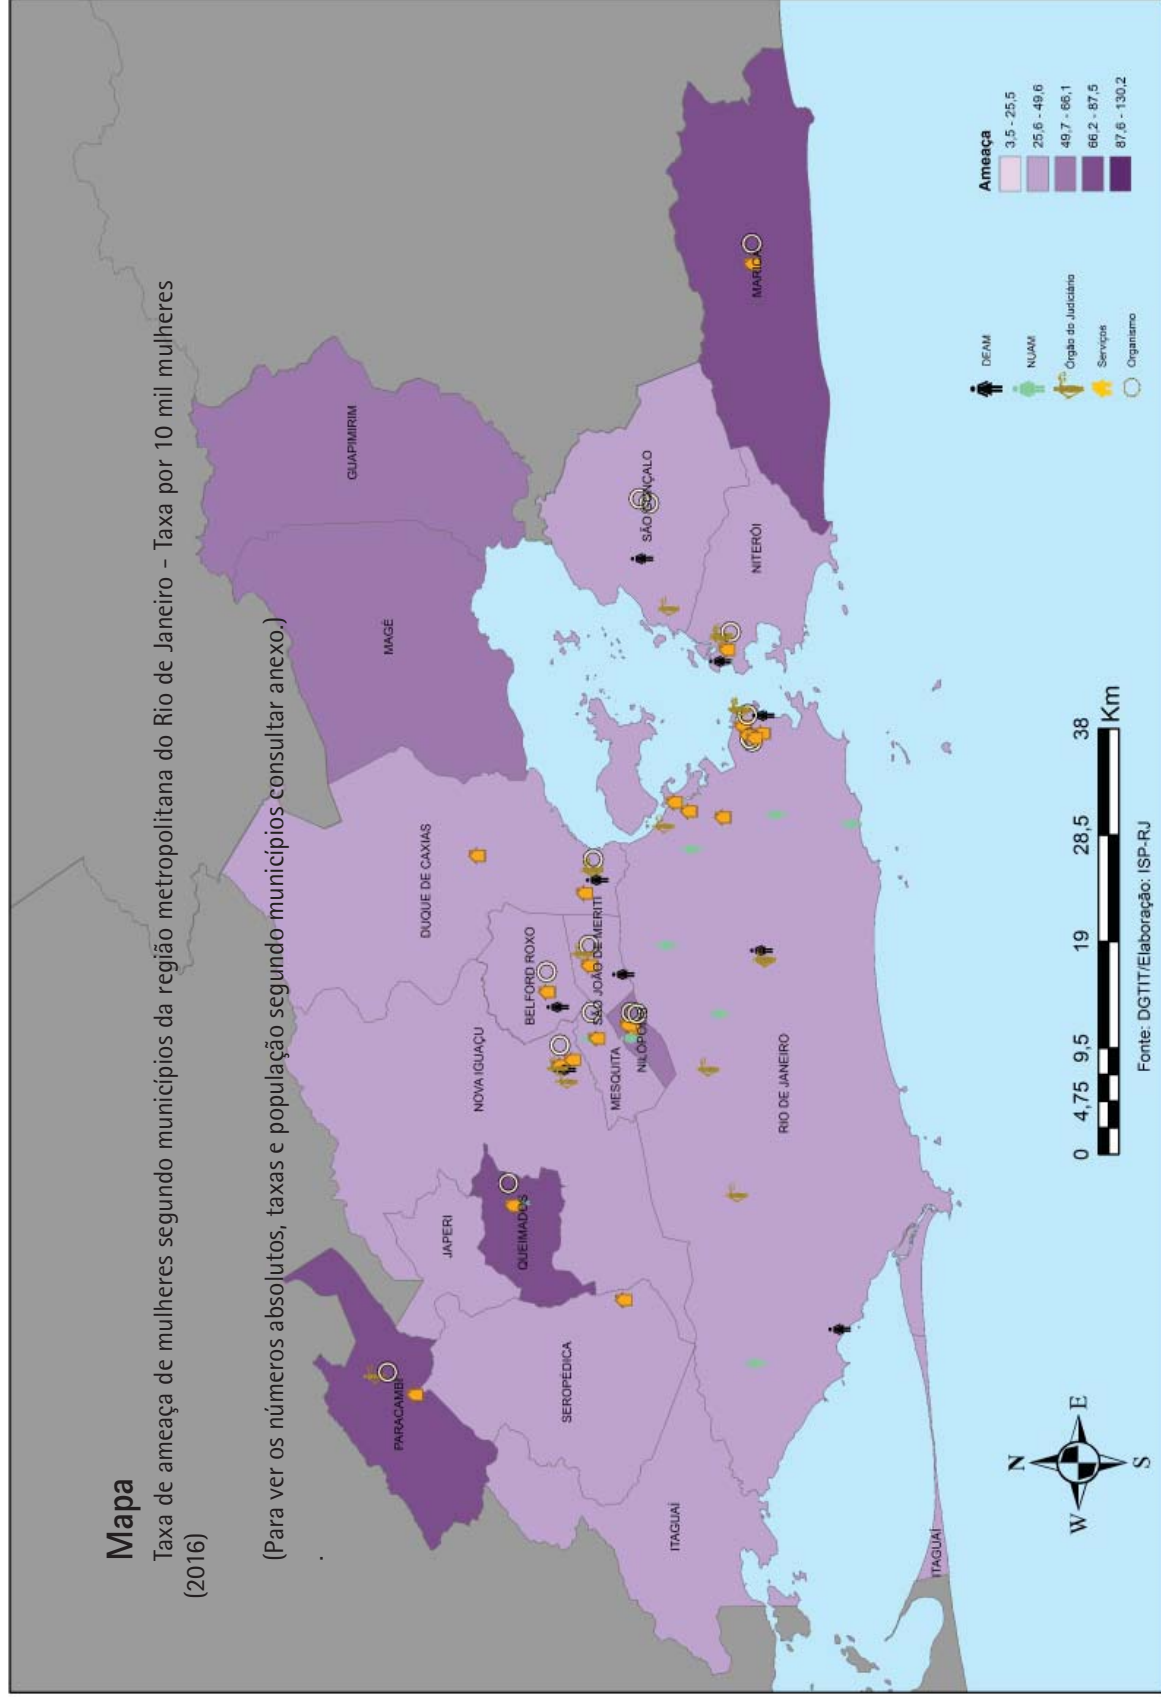 Mapa
Taxa de ameaça de mulheres segundo municípios da região metropolitana do Rio de Janeiro - Taxa por 10 mil mulheres
(2016)
(Para ver os números absolutos, taxas e população segundo municípios consultar anexo.)
.
GUAPIMIRIM
MAGÉ
DUQUE DE CAXIAS
PARACAMBI
JAPERI
NOVA IGUAÇU
BELFORD ROXO
QUEIMADOS
SEROPÉDICA
SÃO JOÃO DE MERITI
MESQUITA
NILÓPOLIS
SÃO GONÇALO
ITAGUAÍ
NITERÓI
MARICÁ
RIO DE JANEIRO
ITAGUAÍ
N
W
E
S
0 4,75 9,5 19 28,5 38
Km
Fonte: DGTIT/Elaboração: ISP-RJ
DEAM
NUAM
Órgão do Judiciário
Serviços
Organismo
Ameaça
3,5 - 25,5
25,6 - 49,6
49,7 - 66,1
66,2 - 87,5
87,6 - 130,2